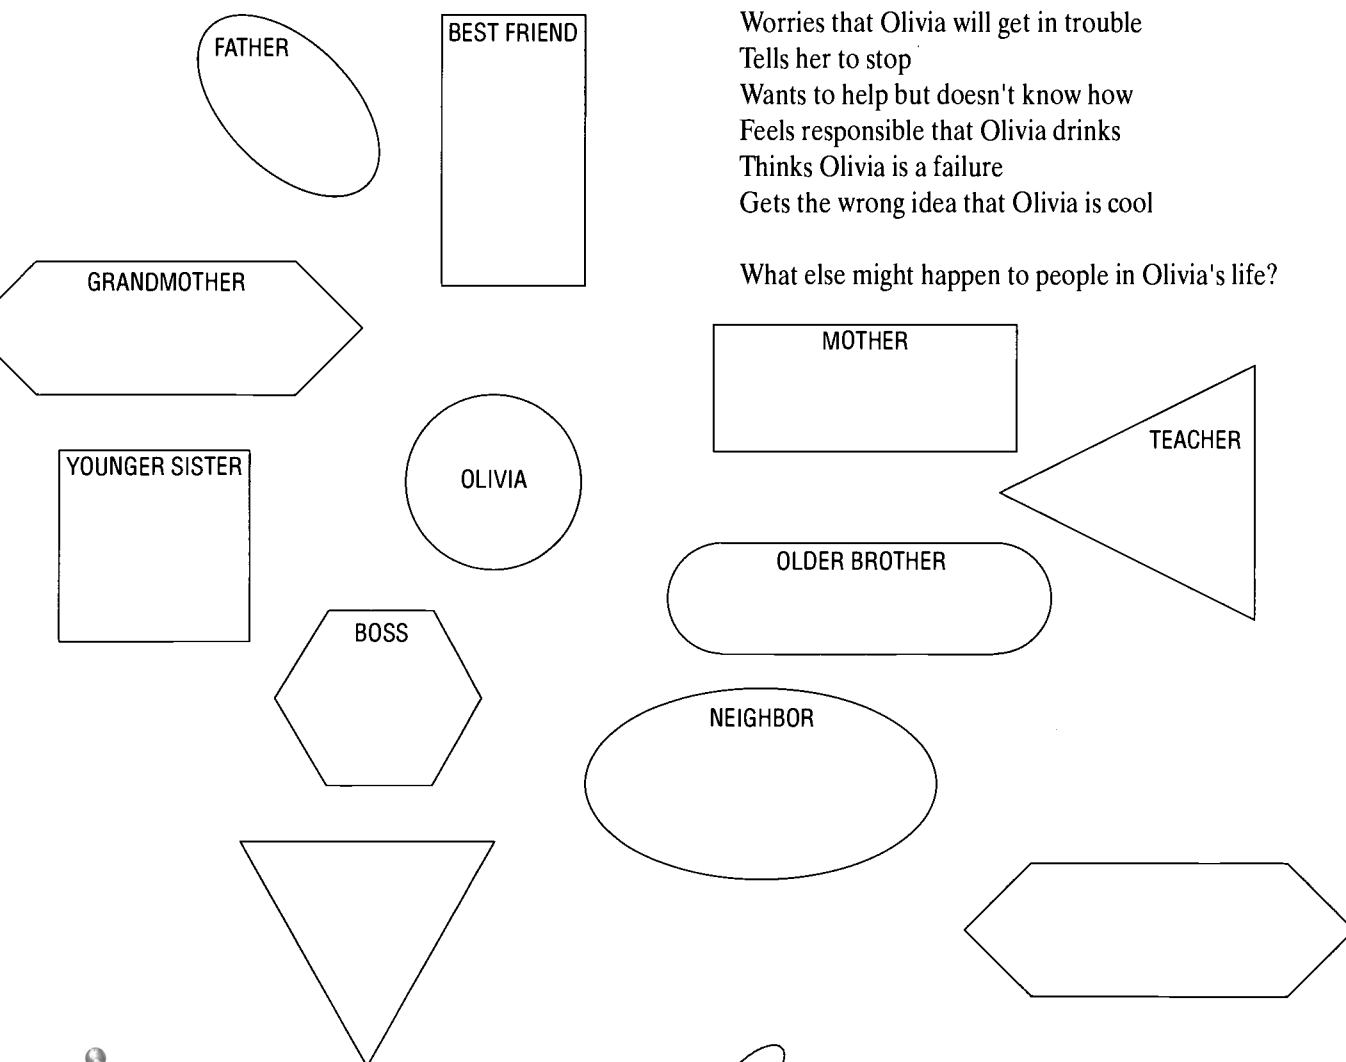 FATHER
BEST FRIEND
Worries that Olivia will get in trouble
Tells her to stop
Wants to help but doesn't know how
Feels responsible that Olivia drinks
Thinks Olivia is a failure
Gets the wrong idea that Olivia is cool
What else might happen to people in Olivia's life?
GRANDMOTHER
MOTHER
TEACHER
YOUNGER SISTER
OLIVIA
OLDER BROTHER
BOSS
NEIGHBOR